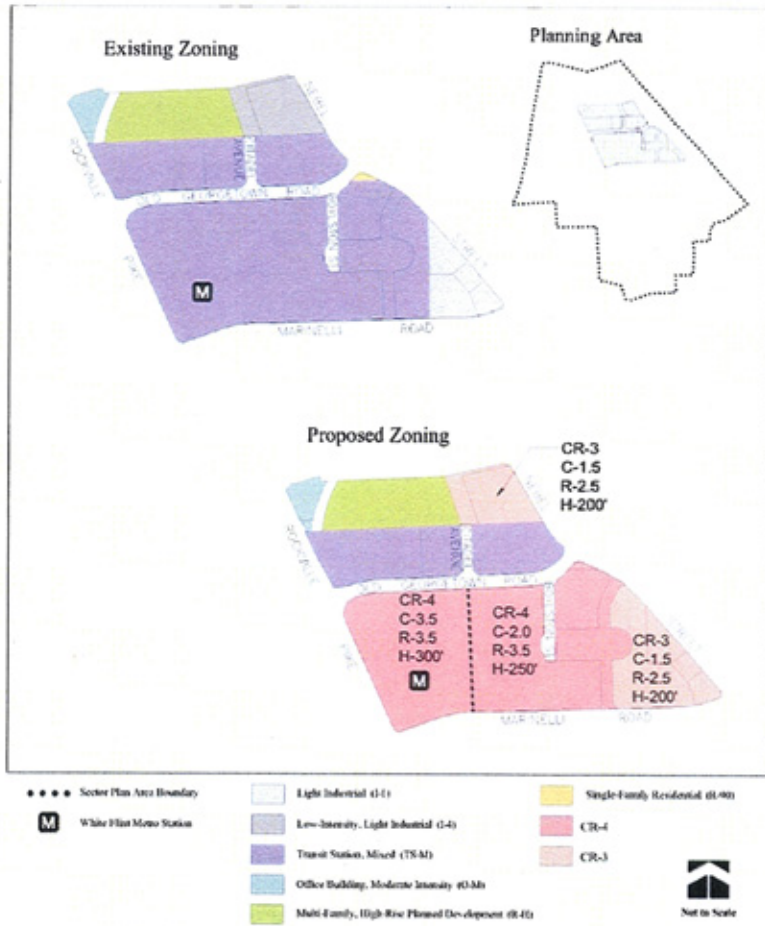 Existing Zoning
Planning Area
NEBEL
ROCKVILLE
AVENUE
OLD GEORGETOWN ROAD
STREET
M
PIKE
MARINELLI ROAD
Proposed Zoning
CR-3
C-1.5
R-2.5
H-200'
NEBEL
ROCKVILLE
AVENUE
OLD GEORGETOWN ROAD
CR-4
C-3.5
R-3.5
H-300'
M
CR-4
C-2.0
R-3.5
H-250'
STREET
CR-3
C-1.5
R-2.5
H-200'
PIKE
MARINELLI ROAD
Sector Plan Area Boundary
M White Flint Metro Station
Light Industrial (I-1)
Low-Intensity, Light Industrial (I-4)
Transit Station, Mixed (TS-M)
Office Building, Moderate Intensity (O-M)
Multi-Family, High-Rise Planned Development (R-H)
Single-Family Residential (R-90)
CR-4
CR-3
Not to Scale